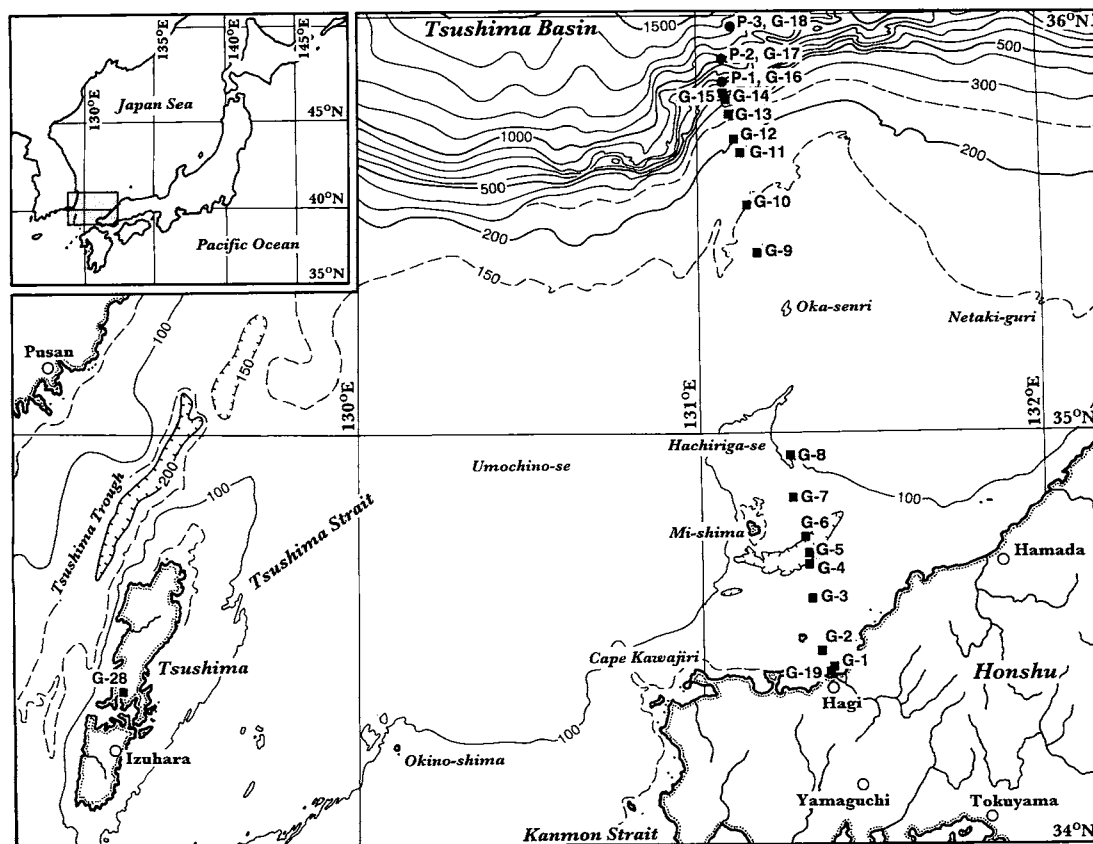 135°E
140°E
145°E
130°E
Japan Sea
45°N
40°N
Pacific Ocean
35°N
Tsushima Basin
1500
P-3, G-18
36°N
500
P-2, G-17
P-1, G-16
300
G-15
G-14
G-13
1000
G-12
G-11
200
500
G-10
200
G-9
150
Oka-senri
Netaki-guri
100
Pusan
150
130°E
131°E
132°E
35°N
Hachiriga-se
G-8
Umochino-se
200
100
100
G-7
Tsushima Trough
Tsushima Strait
G-6
Mi-shima
G-5
G-4
Hamada
G-3
G-2
Tsushima
Cape Kawajiri
G-1
Honshu
G-28
G-19
Hagi
100
Izuhara
Okino-shima
Yamaguchi
Tokuyama
Kanmon Strait
34°N